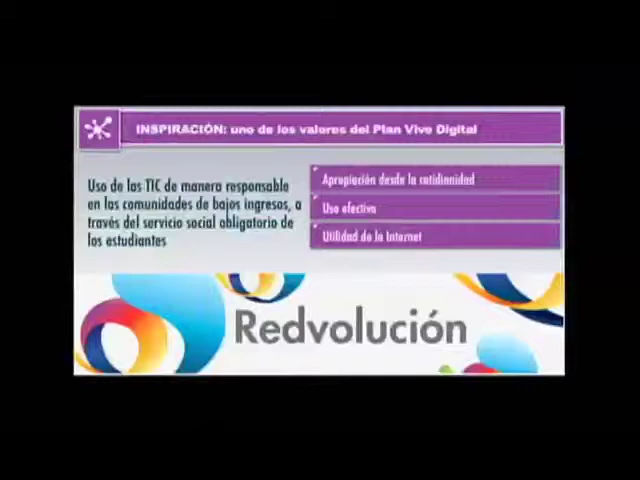 INSPIRACIÓN: uno de los valores del Plan Vive Digital
Uso de las TIC de manera responsable
en las comunidades de bajos ingresos, a
través del servicio social obligatorio de
los estudiantes
Apropiación desde la cotidianidad
Uso efectivo
Utilidad de la Internet
Redvolución